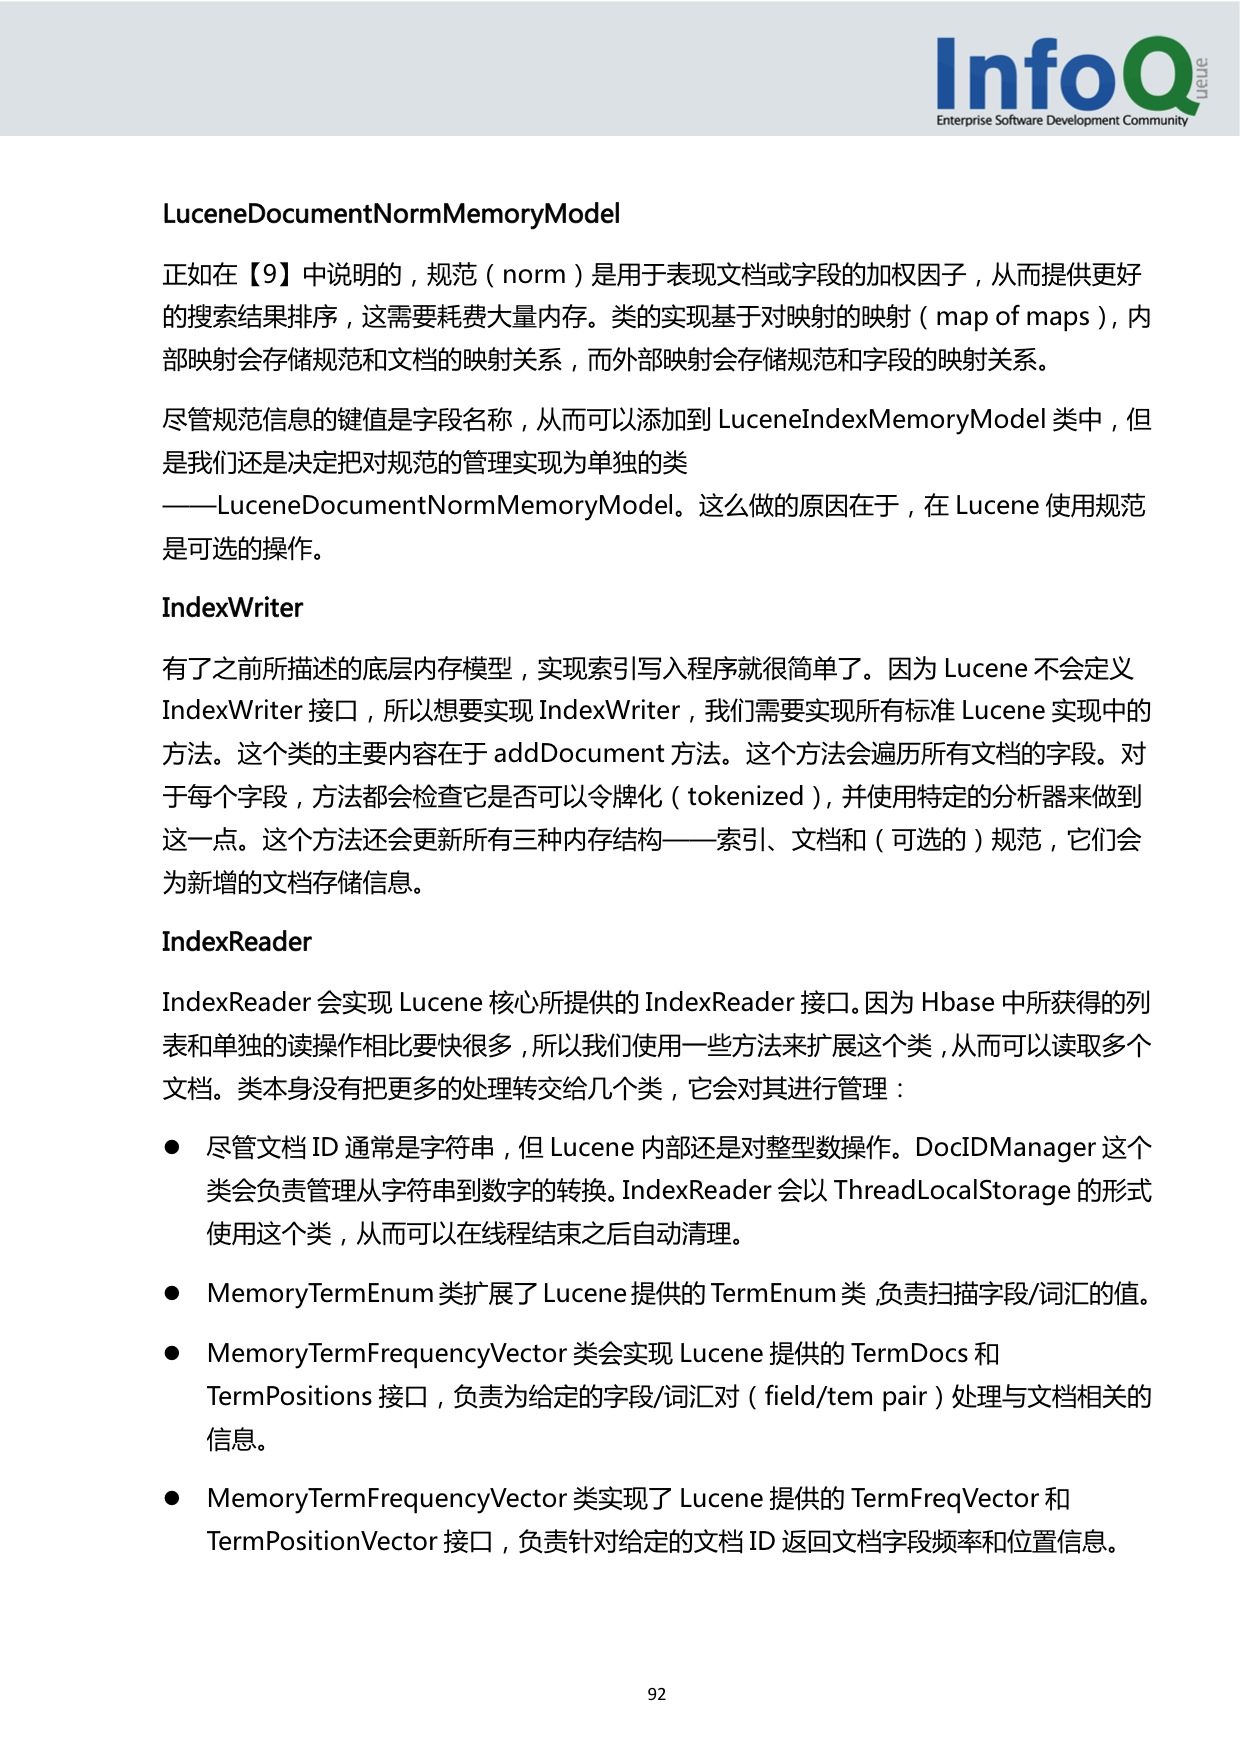 InfoQueue
Enterprise Software Development Community
LuceneDocumentNormMemoryModel
正如在【9】中说明的，规范（norm）是用于表现文档或字段的加权因子，从而提供更好
的搜索结果排序，这需要耗费大量内存。类的实现基于对映射的映射（map of maps），内
部映射会存储规范和文档的映射关系，而外部映射会存储规范和字段的映射关系。
尽管规范信息的键值是字段名称，从而可以添加到 LuceneIndexMemoryModel 类中，但
是我们还是决定把对规范的管理实现为单独的类
——LuceneDocumentNormMemoryModel。这么做的原因在于，在 Lucene 使用规范
是可选的操作。
IndexWriter
有了之前所描述的底层内存模型，实现索引写入程序就很简单了。因为 Lucene 不会定义
IndexWriter 接口，所以想要实现 IndexWriter，我们需要实现所有标准 Lucene 实现中的
方法。这个类的主要内容在于 addDocument 方法。这个方法会遍历所有文档的字段。对
于每个字段，方法都会检查它是否可以令牌化（tokenized），并使用特定的分析器来做到
这一点。这个方法还会更新所有三种内存结构——索引、文档和（可选的）规范，它们会
为新增的文档存储信息。
IndexReader
IndexReader 会实现 Lucene 核心所提供的 IndexReader 接口。因为 Hbase 中所获得的列
表和单独的读操作相比要快很多，所以我们使用一些方法来扩展这个类，从而可以读取多个
文档。类本身没有把更多的处理转交给几个类，它会对其进行管理：
● 尽管文档 ID 通常是字符串，但 Lucene 内部还是对整型数操作。DocIDManager 这个
类会负责管理从字符串到数字的转换。IndexReader 会以 ThreadLocalStorage 的形式
使用这个类，从而可以在线程结束之后自动清理。
● MemoryTermEnum 类扩展了 Lucene 提供的 TermEnum 类，负责扫描字段/词汇的值。
● MemoryTermFrequencyVector 类会实现 Lucene 提供的 TermDocs 和
TermPositions 接口，负责为给定的字段/词汇对（field/tem pair）处理与文档相关的
信息。
● MemoryTermFrequencyVector 类实现了 Lucene 提供的 TermFreqVector 和
TermPositionVector 接口，负责针对给定的文档 ID 返回文档字段频率和位置信息。
92